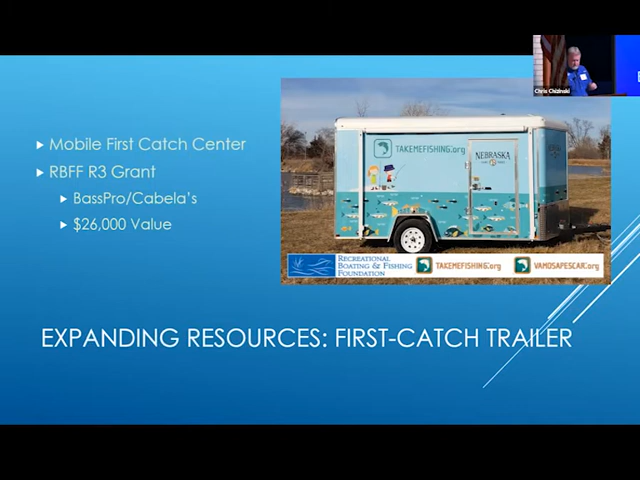 Mobile First Catch Center
RBFF R3 Grant
BassPro/Cabela's
$26,000 Value
TAKEMEFISHING.org
NEBRASKA
RECREATIONAL
BOATING & FISHING
FOUNDATION
TAKEMEFISHING.org
VAMOSAPESCAR.org
EXPANDING RESOURCES: FIRST-CATCH TRAILER
Chris Chizinski